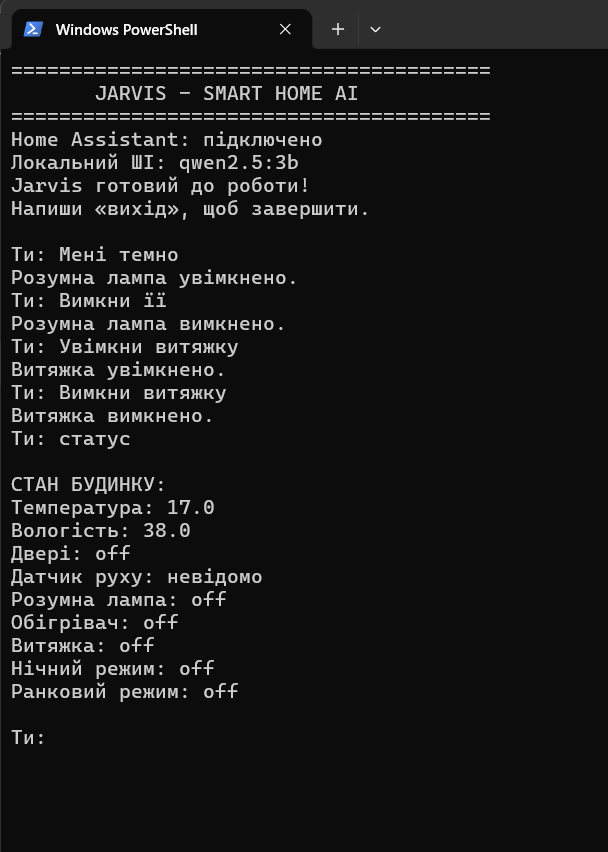 Windows PowerShell
========================================
JARVIS - SMART HOME AI
========================================
Home Assistant: підключено
Локальний ШІ: qwen2.5:3b
Jarvis готовий до роботи!
Напиши «вихід», щоб завершити.
Ти: Мені темно
Розумна лампа увімкнено.
Ти: Вимкни її
Розумна лампа вимкнено.
Ти: Увімкни витяжку
Витяжка увімкнено.
Ти: Вимкни витяжку
Витяжка вимкнено.
Ти: статус
СТАН БУДИНКУ:
Температура: 17.0
Вологість: 38.0
Двері: off
Датчик руху: невідомо
Розумна лампа: off
Обігрівач: off
Витяжка: off
Нічний режим: off
Ранковий режим: off
Ти: